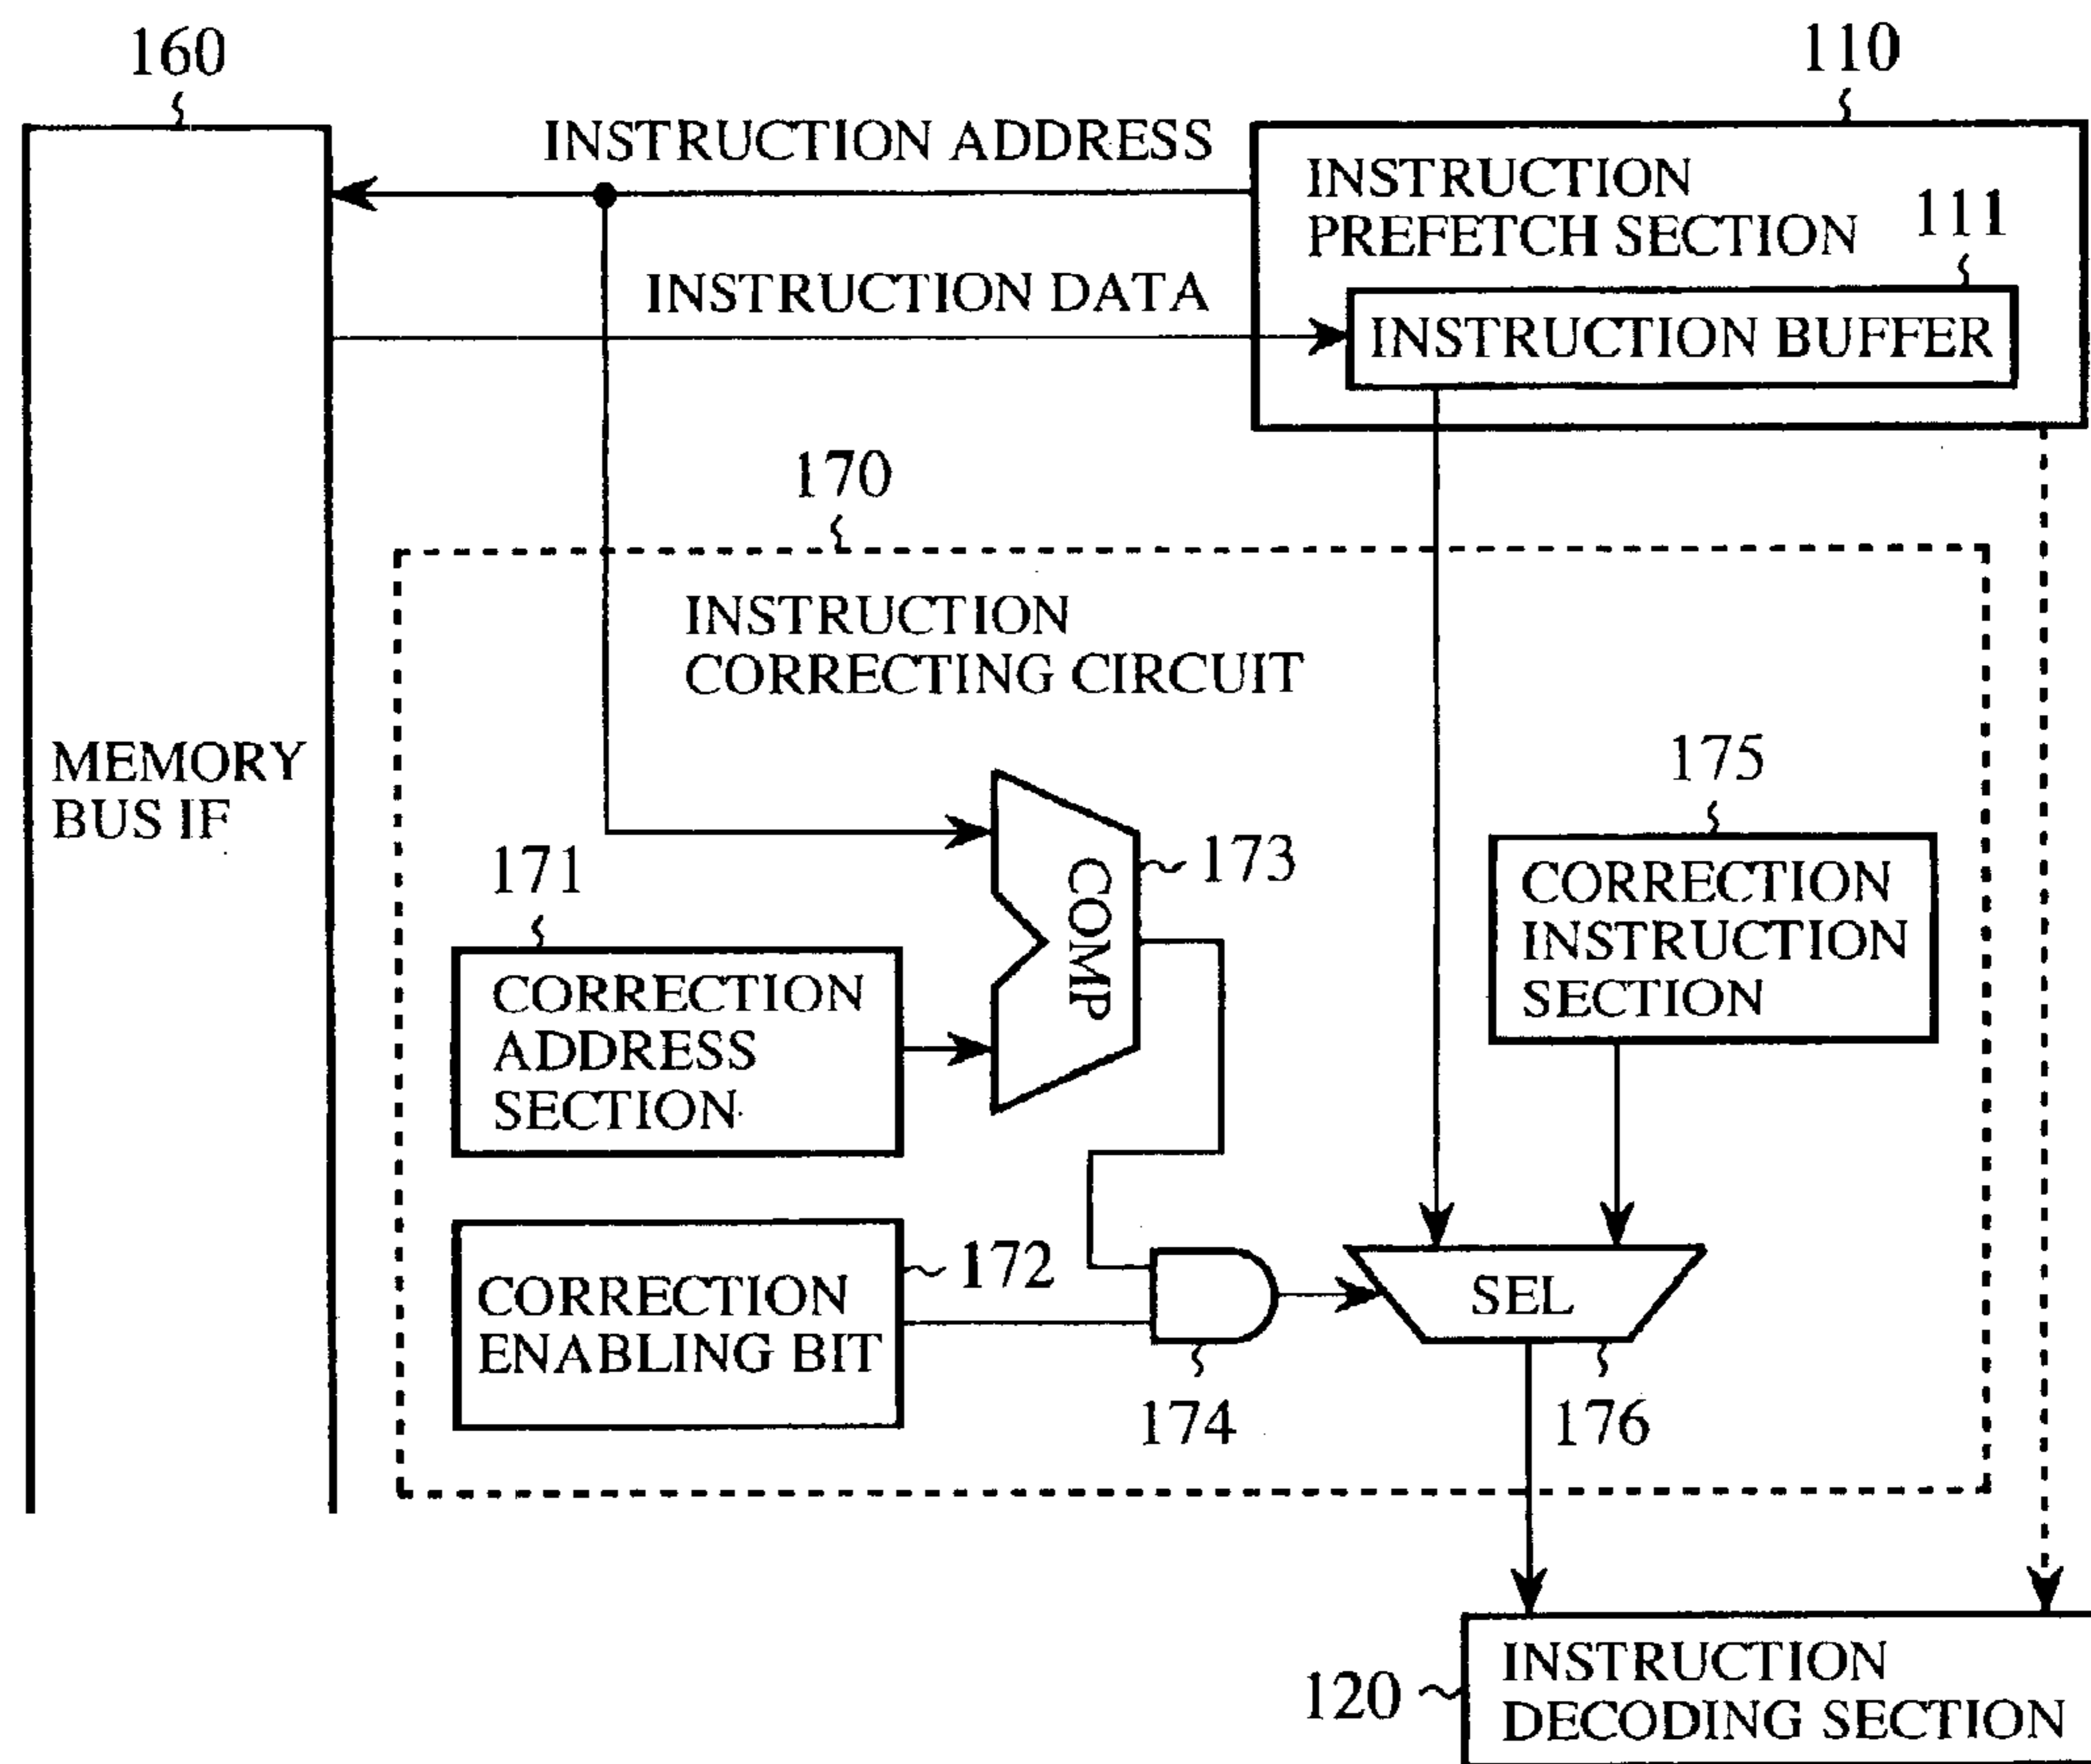 160
110
INSTRUCTION ADDRESS
INSTRUCTION
PREFETCH SECTION
111
INSTRUCTION DATA
INSTRUCTION BUFFER
170
INSTRUCTION
CORRECTING CIRCUIT
MEMORY
BUS IF
175
173
COMP
171
CORRECTION
INSTRUCTION
SECTION
CORRECTION
ADDRESS
SECTION
172
CORRECTION
ENABLING BIT
SEL
174
176
120
INSTRUCTION
DECODING SECTION